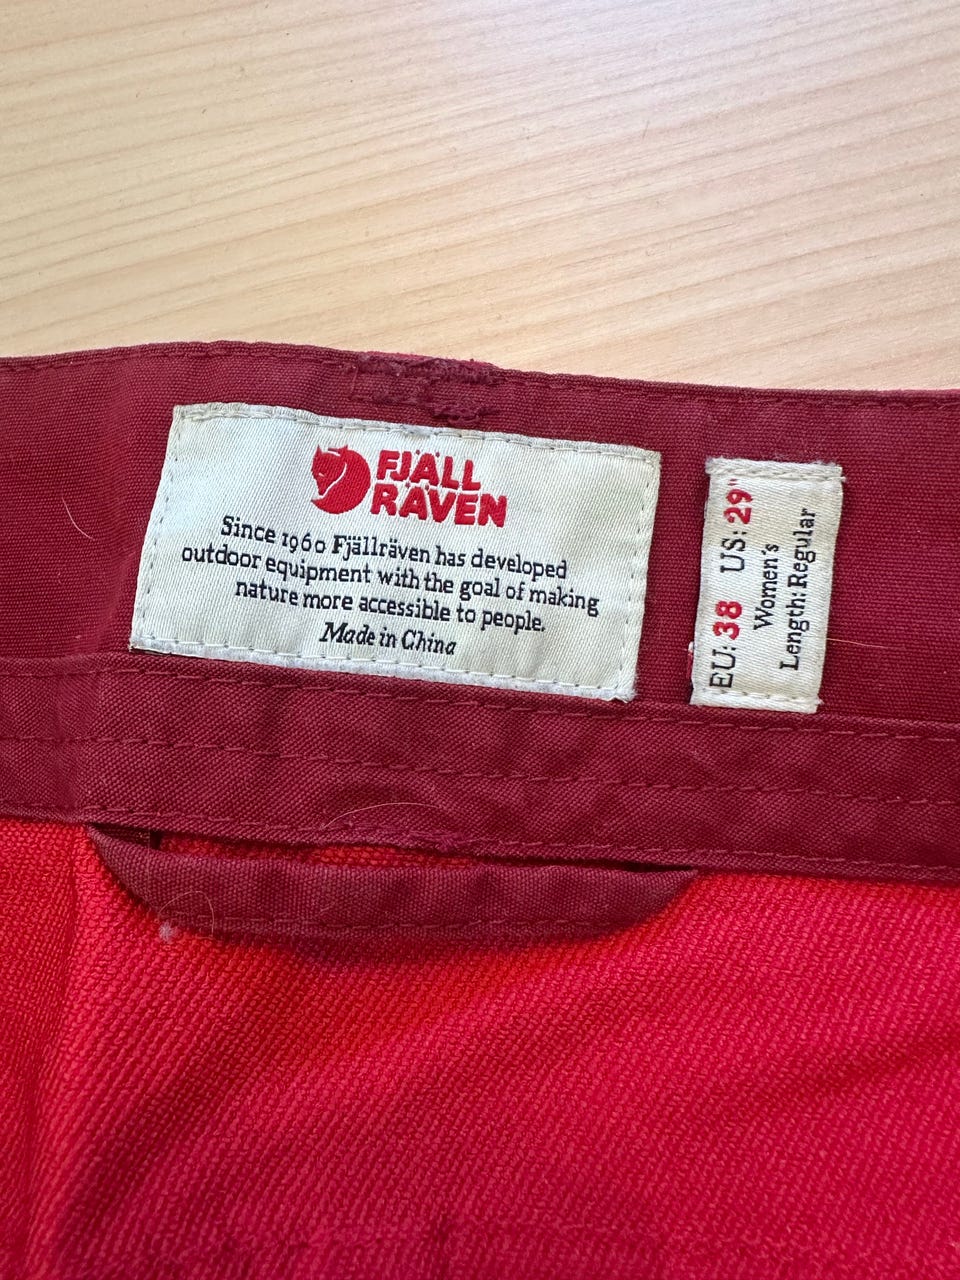 FJÄLL
RÄVEN
Since 1960 Fjällräven has developed
outdoor equipment with the goal of making
nature more accessible to people.
Made in China
EU: 38 US: 29"
Women's
Length: Regular